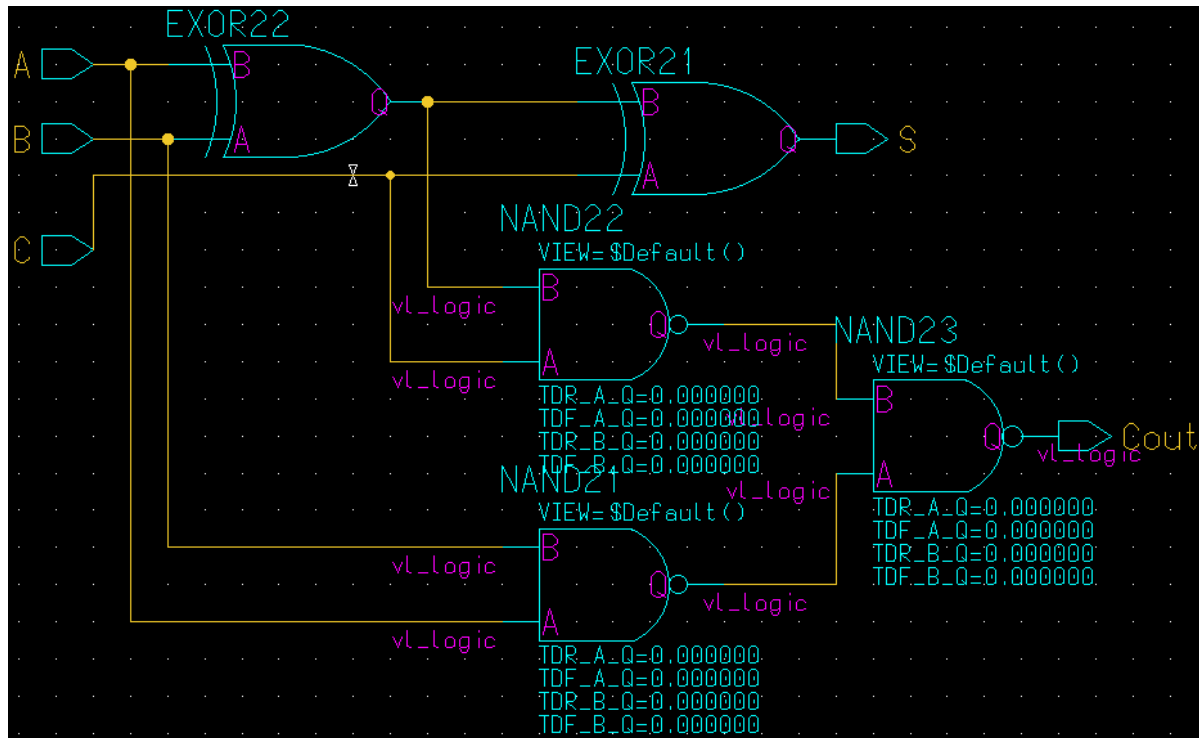 EXOR22
EXOR21
A
B
Q
B
B
A
Q
S
A
C
NAND22
VIEW=$Default()
B
vl_logic
Q
vl_logic
NAND23
A
VIEW=$Default()
vl_logic
TDR_A_Q=0.000000
B
TDF_A_Q=0.000000
vl_logic
TDR_B_Q=0.000000
Q
Cout
TDF_B_Q=0.000000
vl_logic
NAND21
A
vl_logic
VIEW=$Default()
TDR_A_Q=0.000000
TDF_A_Q=0.000000
B
TDR_B_Q=0.000000
vl_logic
TDF_B_Q=0.000000
Q
vl_logic
A
vl_logic
TDR_A_Q=0.000000
TDF_A_Q=0.000000
TDR_B_Q=0.000000
TDF_B_Q=0.000000